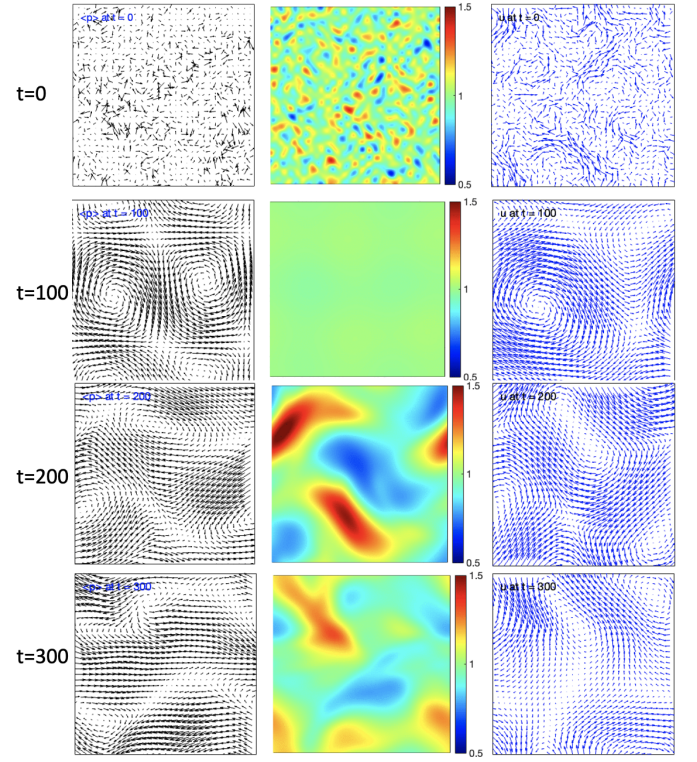 <p> at t = 0
1.5
u at t = 0
t=0
1
0.5
<p> at t = 100
1.5
u at t = 100
t=100
1
0.5
<p> at t = 200
1.5
u at t = 200
t=200
1
0.5
<p> at t = 300
1.5
u at t = 300
t=300
1
0.5